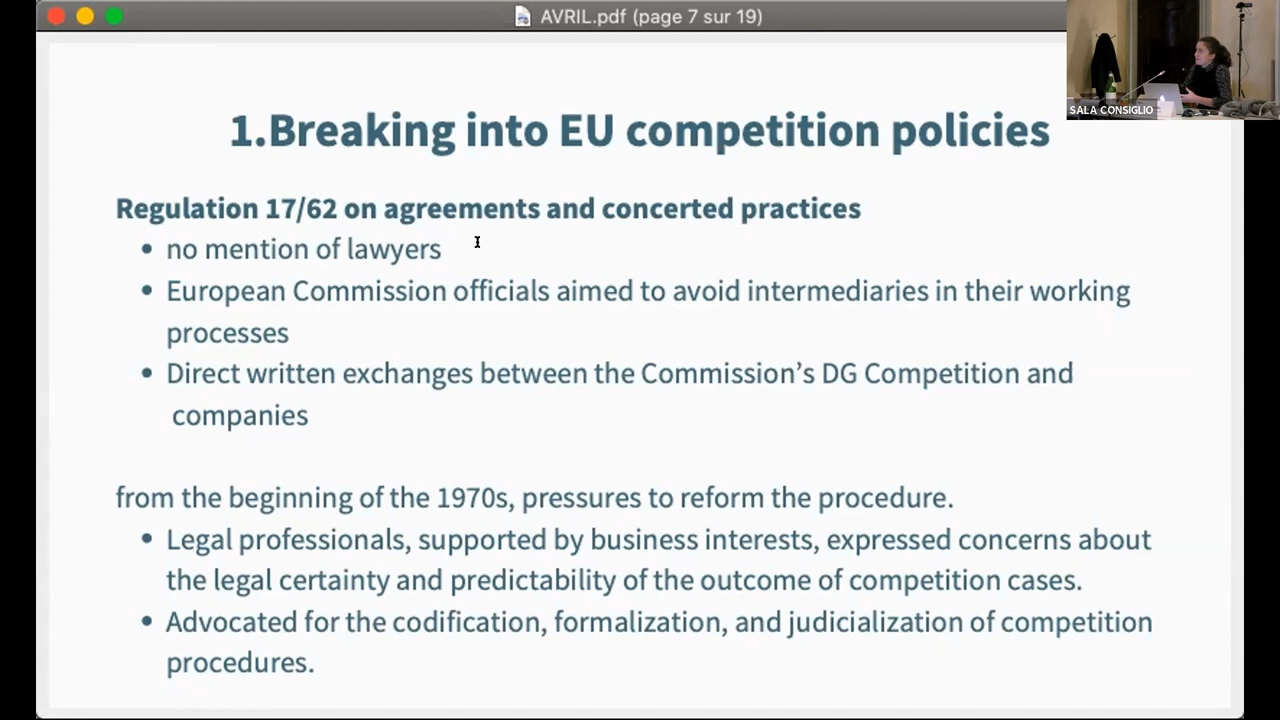 AVRIL.pdf (page 7 sur 19)
SALA CONSIGLIO
1.Breaking into EU competition policies
Regulation 17/62 on agreements and concerted practices
• no mention of lawyers
• European Commission officials aimed to avoid intermediaries in their working
processes
• Direct written exchanges between the Commission’s DG Competition and
companies
from the beginning of the 1970s, pressures to reform the procedure.
• Legal professionals, supported by business interests, expressed concerns about
the legal certainty and predictability of the outcome of competition cases.
• Advocated for the codification, formalization, and judicialization of competition
procedures.